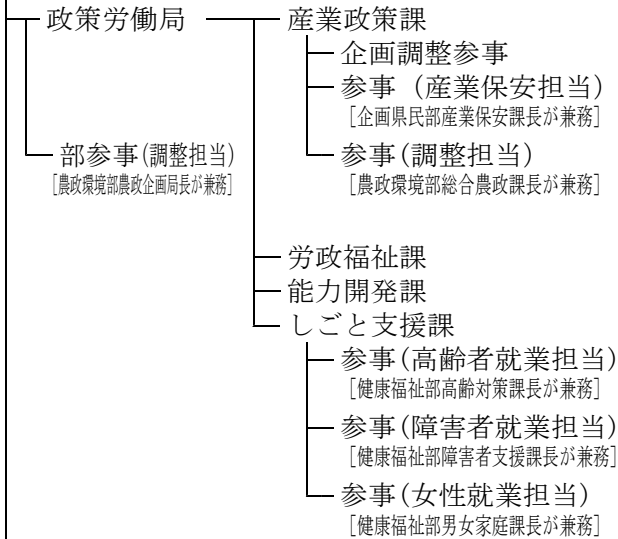 政策労働局
産業政策課
企画調整参事
参事（産業保安担当）
[企画県民部産業保安課長が兼務]
部参事(調整担当)
[農政環境部農政企画局長が兼務]
参事(調整担当)
[農政環境部総合農政課長が兼務]
労政福祉課
能力開発課
しごと支援課
参事(高齢者就業担当)
[健康福祉部高齢対策課長が兼務]
参事(障害者就業担当)
[健康福祉部障害者支援課長が兼務]
参事(女性就業担当)
[健康福祉部男女家庭課長が兼務]